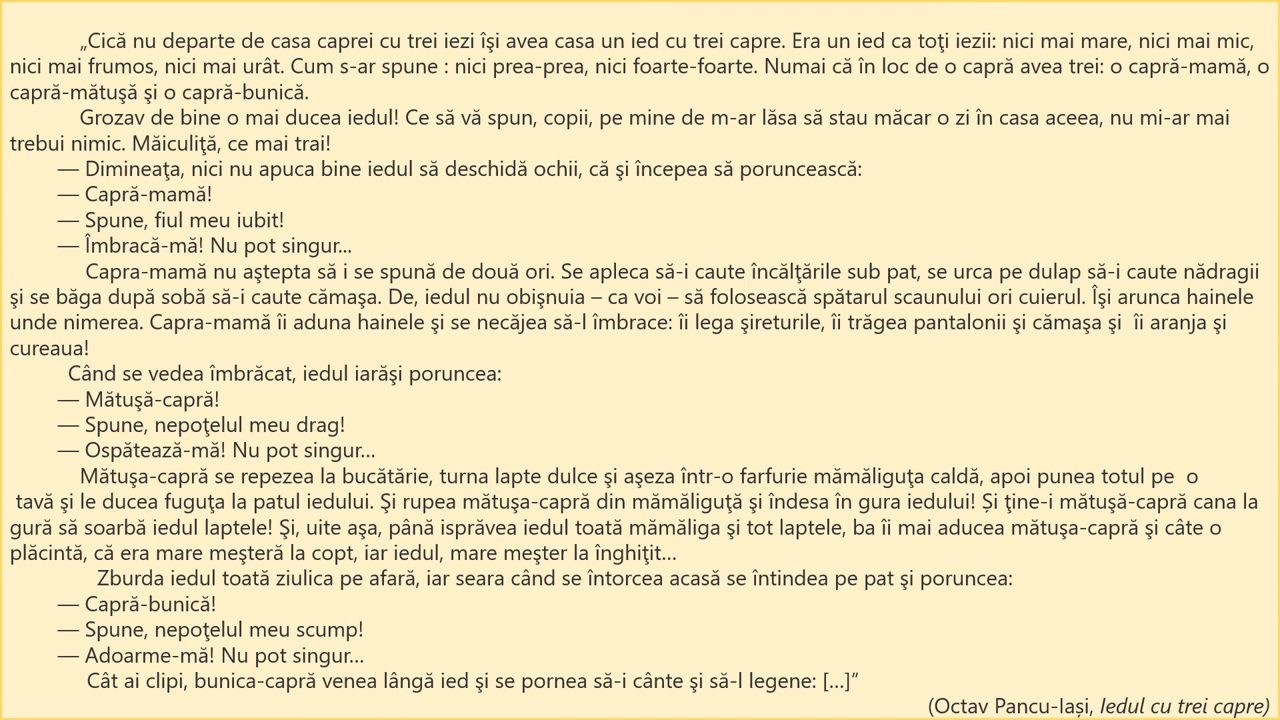 „Cică nu departe de casa caprei cu trei iezi îşi avea casa un ied cu trei capre. Era un ied ca toţi iezii: nici mai mare, nici mai mic,
nici mai frumos, nici mai urât. Cum s-ar spune : nici prea-prea, nici foarte-foarte. Numai că în loc de o capră avea trei: o capră-mamă, o
capră-mătuşă şi o capră-bunică.
Grozav de bine o mai ducea iedul! Ce să vă spun, copii, pe mine de m-ar lăsa să stau măcar o zi în casa aceea, nu mi-ar mai
trebui nimic. Măiculiţă, ce mai trai!
— Dimineaţa, nici nu apuca bine iedul să deschidă ochii, că şi începea să poruncească:
— Capră-mamă!
— Spune, fiul meu iubit!
— Îmbracă-mă! Nu pot singur...
Capra-mamă nu aştepta să i se spună de două ori. Se apleca să-i caute încălţările sub pat, se urca pe dulap să-i caute nădragii
şi se băga după sobă să-i caute cămaşa. De, iedul nu obişnuia – ca voi – să folosească spătarul scaunului ori cuierul. Îşi arunca hainele
unde nimerea. Capra-mamă îi aduna hainele şi se necăjea să-l îmbrace: îi lega şireturile, îi trăgea pantalonii şi cămaşa şi  îi aranja şi
cureaua!
Când se vedea îmbrăcat, iedul iarăşi poruncea:
— Mătuşă-capră!
— Spune, nepoţelul meu drag!
— Ospătează-mă! Nu pot singur...
Mătuşa-capră se repezea la bucătărie, turna lapte dulce şi aşeza într-o farfurie mămăliguţa caldă, apoi punea totul pe  o
tavă şi le ducea fuguţa la patul iedului. Şi rupea mătuşa-capră din mămăliguţă şi îndesa în gura iedului! Și ţine-i mătuşă-capră cana la
gură să soarbă iedul laptele! Şi, uite aşa, până isprăvea iedul toată mămăliga şi tot laptele, ba îi mai aducea mătuşa-capră şi câte o
plăcintă, că era mare meşteră la copt, iar iedul, mare meşter la înghiţit...
Zburda iedul toată ziulica pe afară, iar seara când se întorcea acasă se întindea pe pat şi poruncea:
— Capră-bunică!
— Spune, nepoţelul meu scump!
— Adoarme-mă! Nu pot singur...
Cât ai clipi, bunica-capră venea lângă ied şi se pornea să-i cânte şi să-l legene: [...]”
(Octav Pancu-Iași, Iedul cu trei capre)